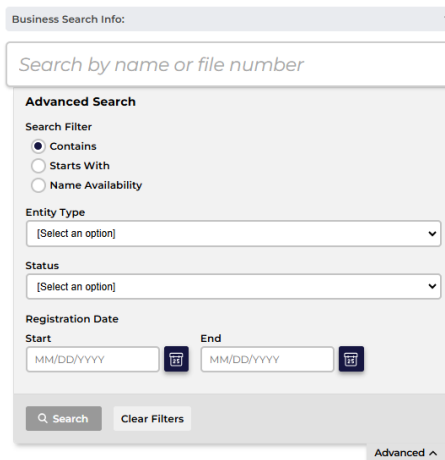 Business Search Info:
Search by name or file number
Advanced Search
Search Filter
Contains
Starts With
Name Availability
Entity Type
[Select an option]
Status
[Select an option]
Registration Date
Start End
MM/DD/YYYY MM/DD/YYYY
Search Clear Filters
Advanced